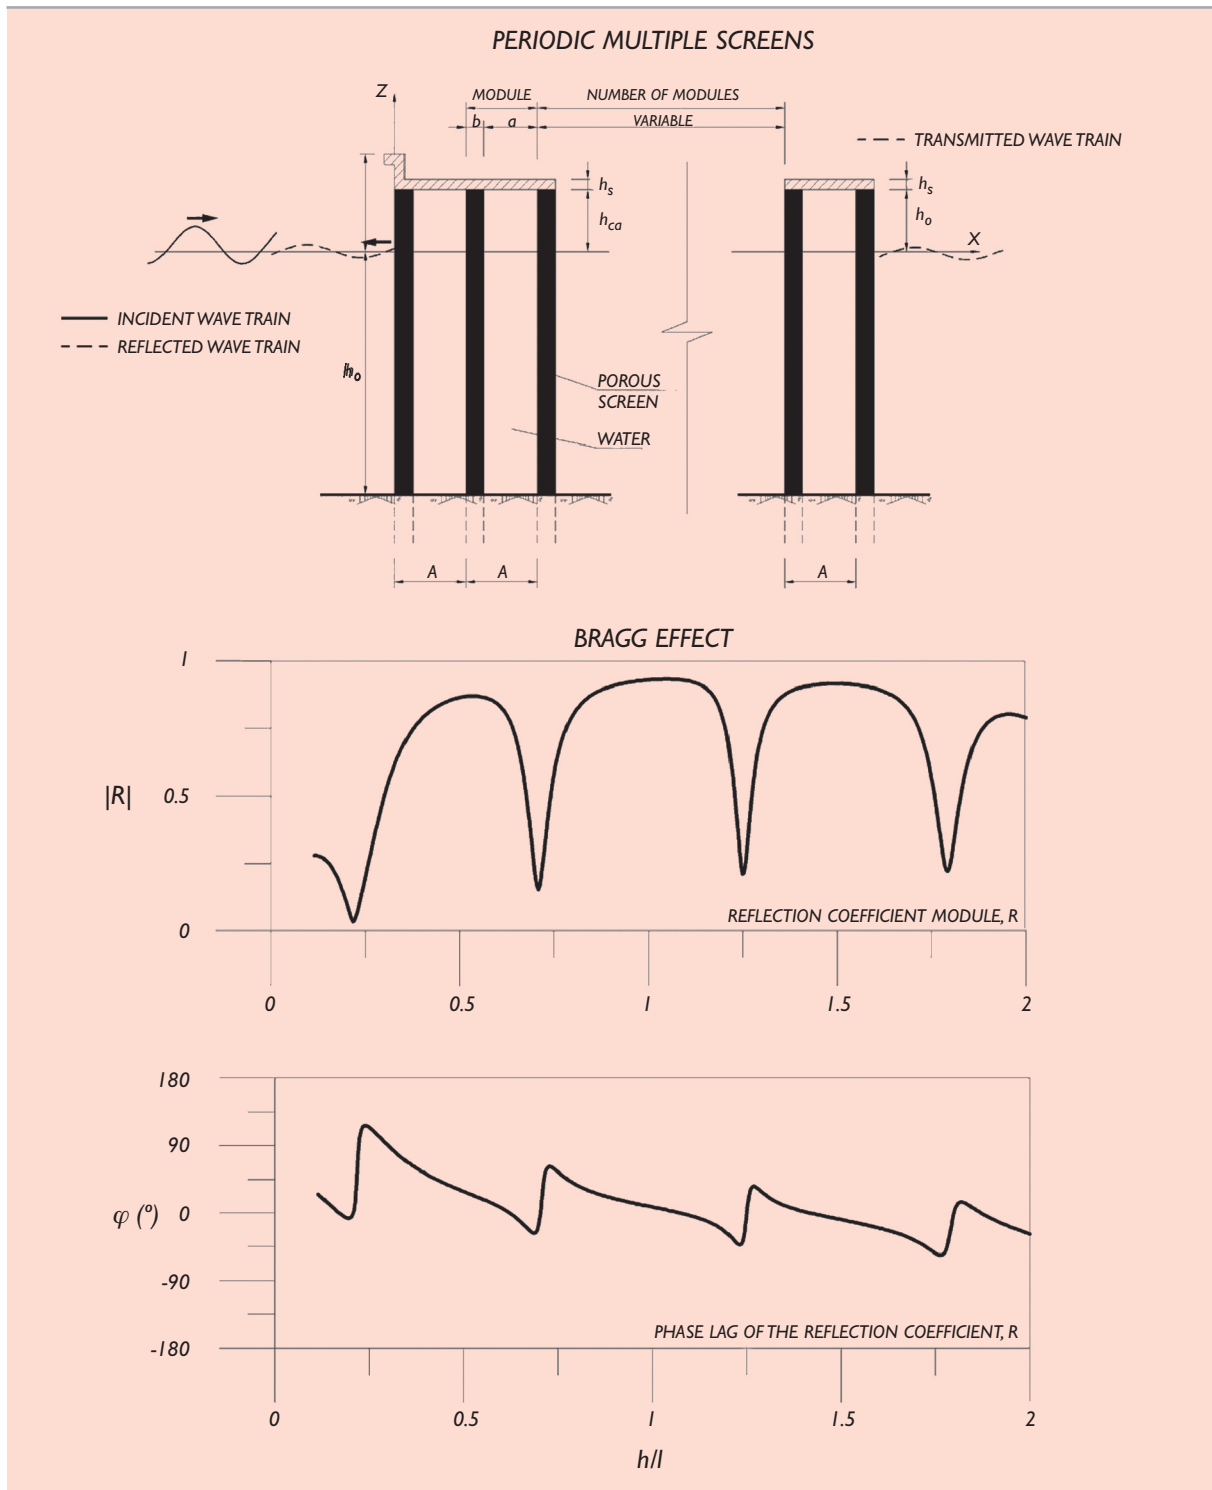 PERIODIC MULTIPLE SCREENS
Z
MODULE
NUMBER OF MODULES
b
a
VARIABLE
TRANSMITTED WAVE TRAIN
hs
hca
hs
ho
X
INCIDENT WAVE TRAIN
REFLECTED WAVE TRAIN
ho
POROUS
SCREEN
WATER
A
A
A
BRAGG EFFECT
1
|R|
0.5
REFLECTION COEFFICIENT MODULE, R
0
0
0.5
1
1.5
2
180
90
φ (º)
0
-90
PHASE LAG OF THE REFLECTION COEFFICIENT, R
-180
0
0.5
1
1.5
2
h/l